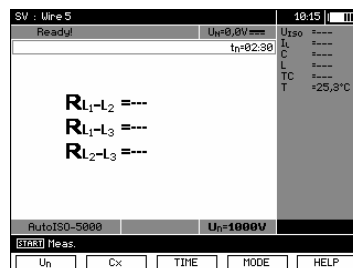 SV : Wire 5 10:15
Ready! UN=0,0V
tn=02:30
UISO =---
IL =---
C =---
L =---
TC =---
T =25,3°C
RL1-L2 =---
RL1-L3 =---
RL2-L3 =---
AutoISO-5000 Un=1000V
START Meas.
Un Cx TIME MODE HELP